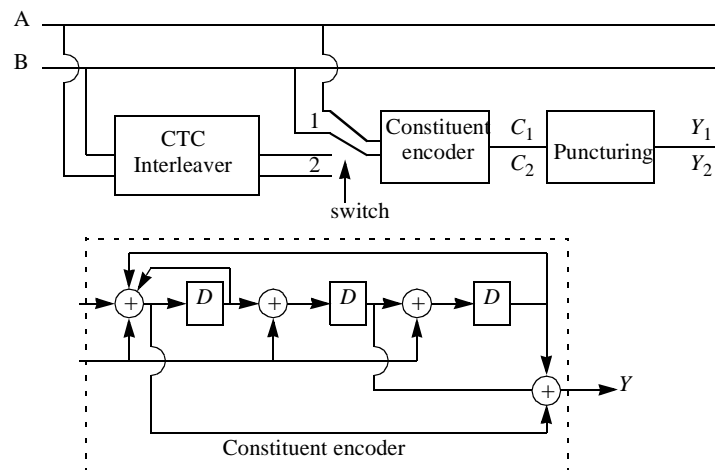 A
B
CTC
Interleaver
1
2
switch
Constituent
encoder
C1
C2
Puncturing
Y1
Y2
+
D
+
D
+
D
+
Y
Constituent encoder